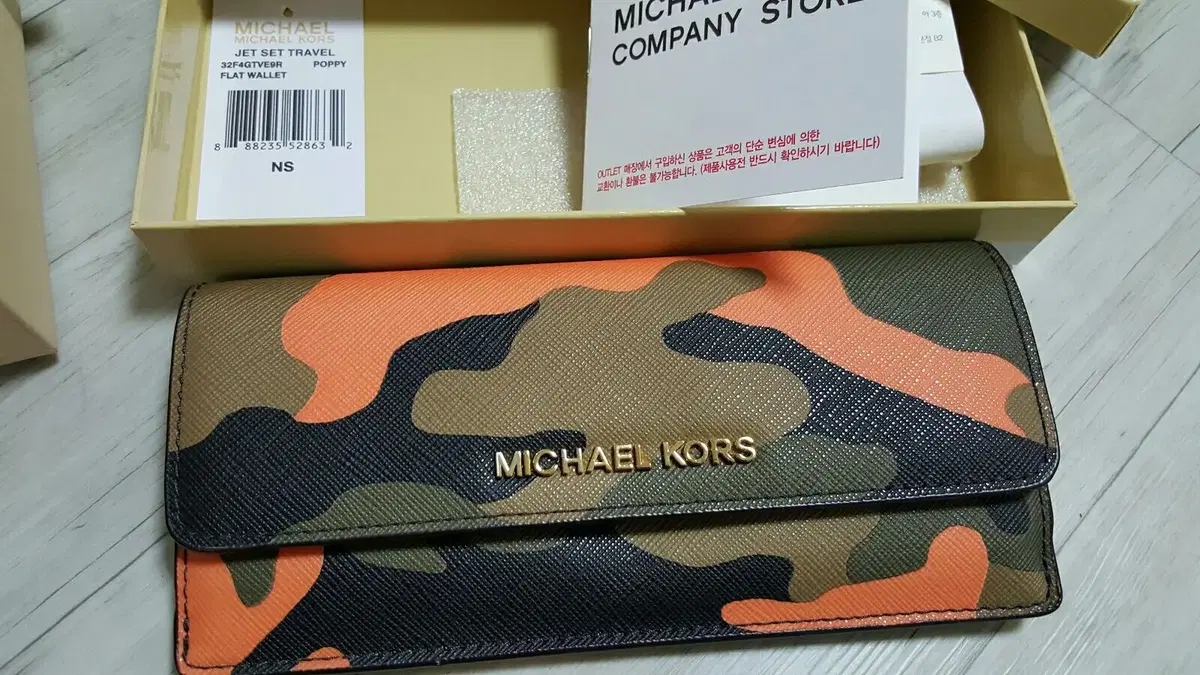 MICHAEL
MICHAEL KORS
JET SET TRAVEL
32F4GTVE9R POPPY
FLAT WALLET
8 88235 52863 2
NS
COMPANY STORE
OUTLET 매장에서 구입하신 상품은 고객의 단순 변심에 의한
교환이나 환불은 불가능합니다. (제품사용전 반드시 확인하시기 바랍니다)
3층
B2
MICHAEL KORS